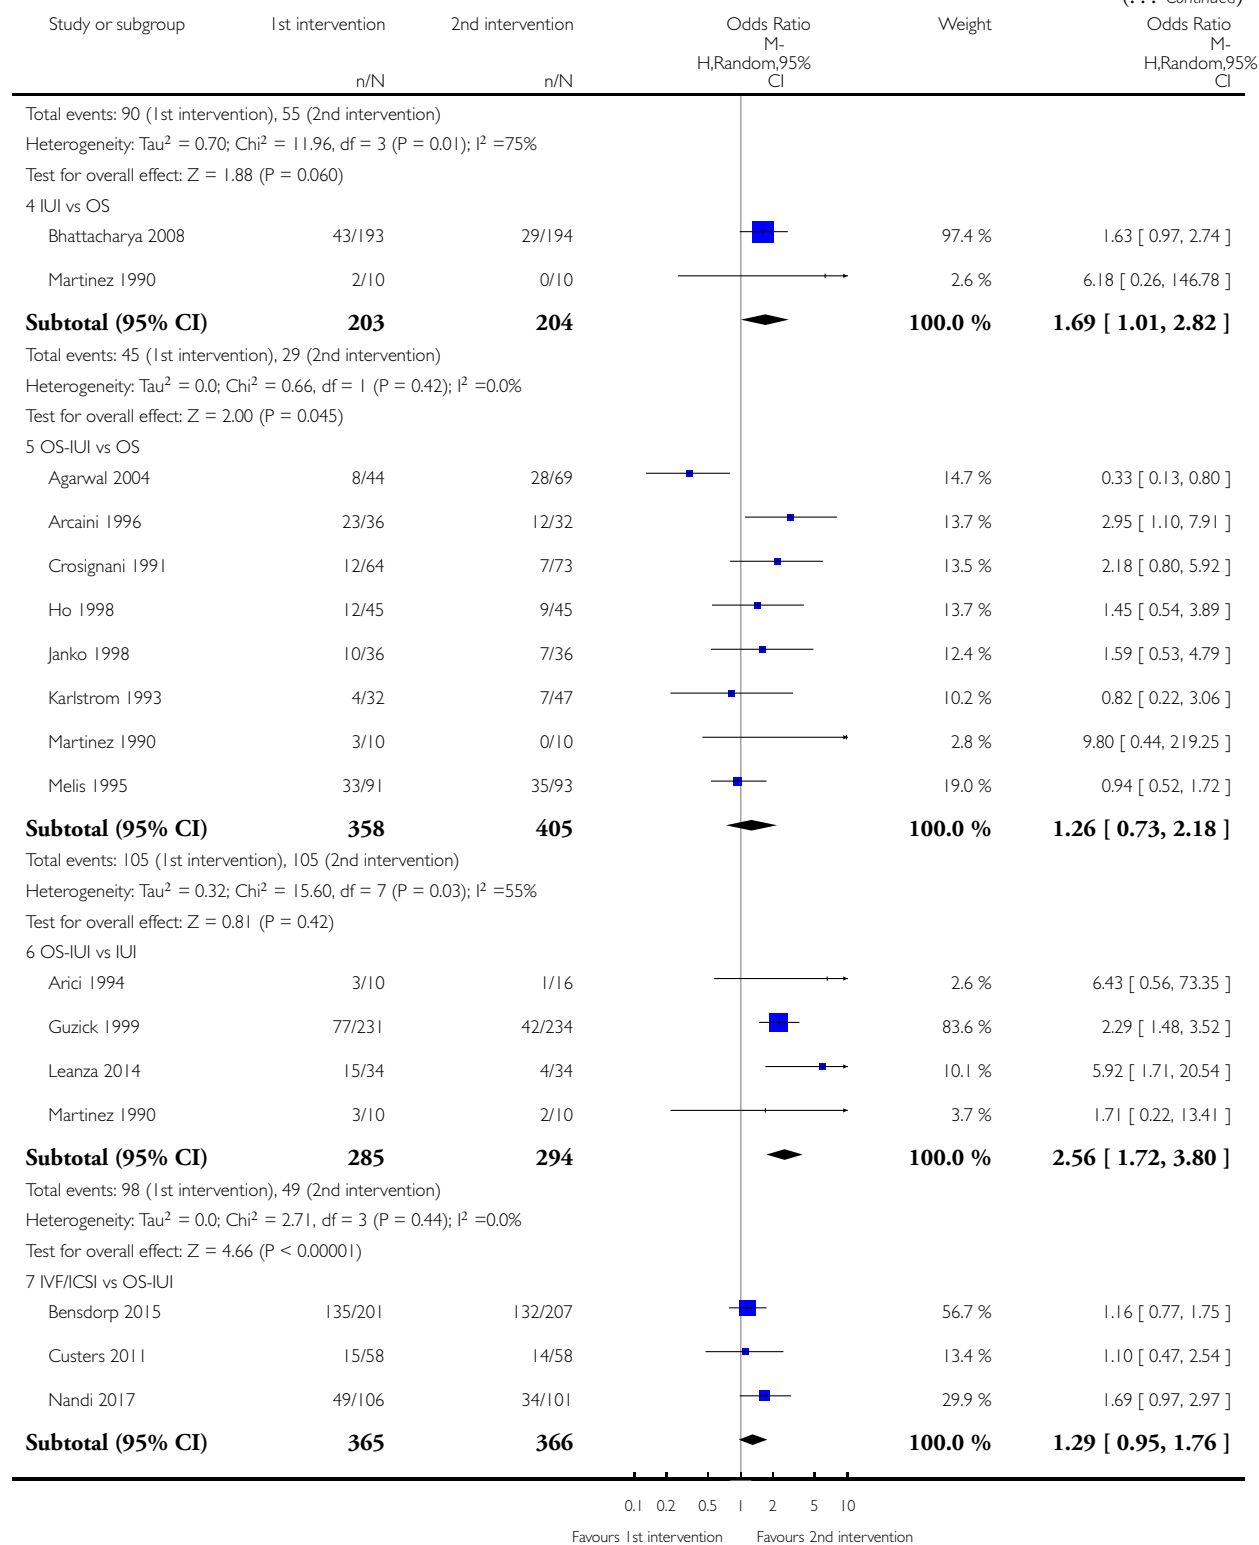 (. . . Continued)
Study or subgroup 1st intervention 2nd intervention Odds Ratio Weight Odds Ratio
M- M-
H,Random,95% H,Random,95%
n/N n/N CI CI
Total events: 90 (1st intervention), 55 (2nd intervention)
Heterogeneity: Tau² = 0.70; Chi² = 11.96, df = 3 (P = 0.01); I² =75%
Test for overall effect: Z = 1.88 (P = 0.060)
4 IUI vs OS
Bhattacharya 2008 43/193 29/194 97.4 % 1.63 [ 0.97, 2.74 ]
Martinez 1990 2/10 0/10 2.6 % 6.18 [ 0.26, 146.78 ]
Subtotal (95% CI) 203 204 100.0 % 1.69 [ 1.01, 2.82 ]
Total events: 45 (1st intervention), 29 (2nd intervention)
Heterogeneity: Tau² = 0.0; Chi² = 0.66, df = 1 (P = 0.42); I² =0.0%
Test for overall effect: Z = 2.00 (P = 0.045)
5 OS-IUI vs OS
Agarwal 2004 8/44 28/69 14.7 % 0.33 [ 0.13, 0.80 ]
Arcaini 1996 23/36 12/32 13.7 % 2.95 [ 1.10, 7.91 ]
Crosignani 1991 12/64 7/73 13.5 % 2.18 [ 0.80, 5.92 ]
Ho 1998 12/45 9/45 13.7 % 1.45 [ 0.54, 3.89 ]
Janko 1998 10/36 7/36 12.4 % 1.59 [ 0.53, 4.79 ]
Karlstrom 1993 4/32 7/47 10.2 % 0.82 [ 0.22, 3.06 ]
Martinez 1990 3/10 0/10 2.8 % 9.80 [ 0.44, 219.25 ]
Melis 1995 33/91 35/93 19.0 % 0.94 [ 0.52, 1.72 ]
Subtotal (95% CI) 358 405 100.0 % 1.26 [ 0.73, 2.18 ]
Total events: 105 (1st intervention), 105 (2nd intervention)
Heterogeneity: Tau² = 0.32; Chi² = 15.60, df = 7 (P = 0.03); I² =55%
Test for overall effect: Z = 0.81 (P = 0.42)
6 OS-IUI vs IUI
Arici 1994 3/10 1/16 2.6 % 6.43 [ 0.56, 73.35 ]
Guzick 1999 77/231 42/234 83.6 % 2.29 [ 1.48, 3.52 ]
Leanza 2014 15/34 4/34 10.1 % 5.92 [ 1.71, 20.54 ]
Martinez 1990 3/10 2/10 3.7 % 1.71 [ 0.22, 13.41 ]
Subtotal (95% CI) 285 294 100.0 % 2.56 [ 1.72, 3.80 ]
Total events: 98 (1st intervention), 49 (2nd intervention)
Heterogeneity: Tau² = 0.0; Chi² = 2.71, df = 3 (P = 0.44); I² =0.0%
Test for overall effect: Z = 4.66 (P < 0.00001)
7 IVF/ICSI vs OS-IUI
Bensdorp 2015 135/201 132/207 56.7 % 1.16 [ 0.77, 1.75 ]
Custers 2011 15/58 14/58 13.4 % 1.10 [ 0.47, 2.54 ]
Nandi 2017 49/106 34/101 29.9 % 1.69 [ 0.97, 2.97 ]
Subtotal (95% CI) 365 366 100.0 % 1.29 [ 0.95, 1.76 ]
0.1 0.2 0.5 1 2 5 10
Favours 1st intervention Favours 2nd intervention